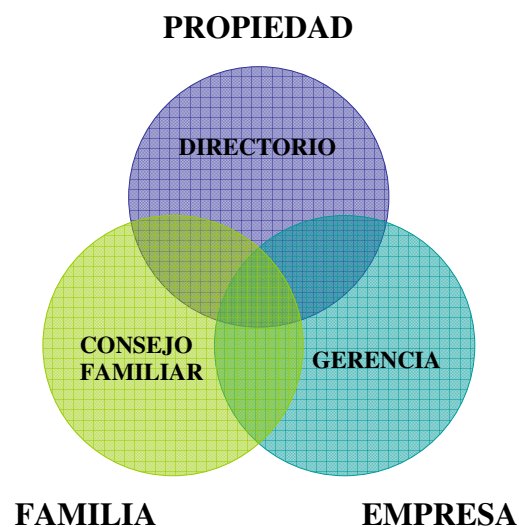 PROPIEDAD
DIRECTORIO
CONSEJO
FAMILIAR
GERENCIA
FAMILIA
EMPRESA